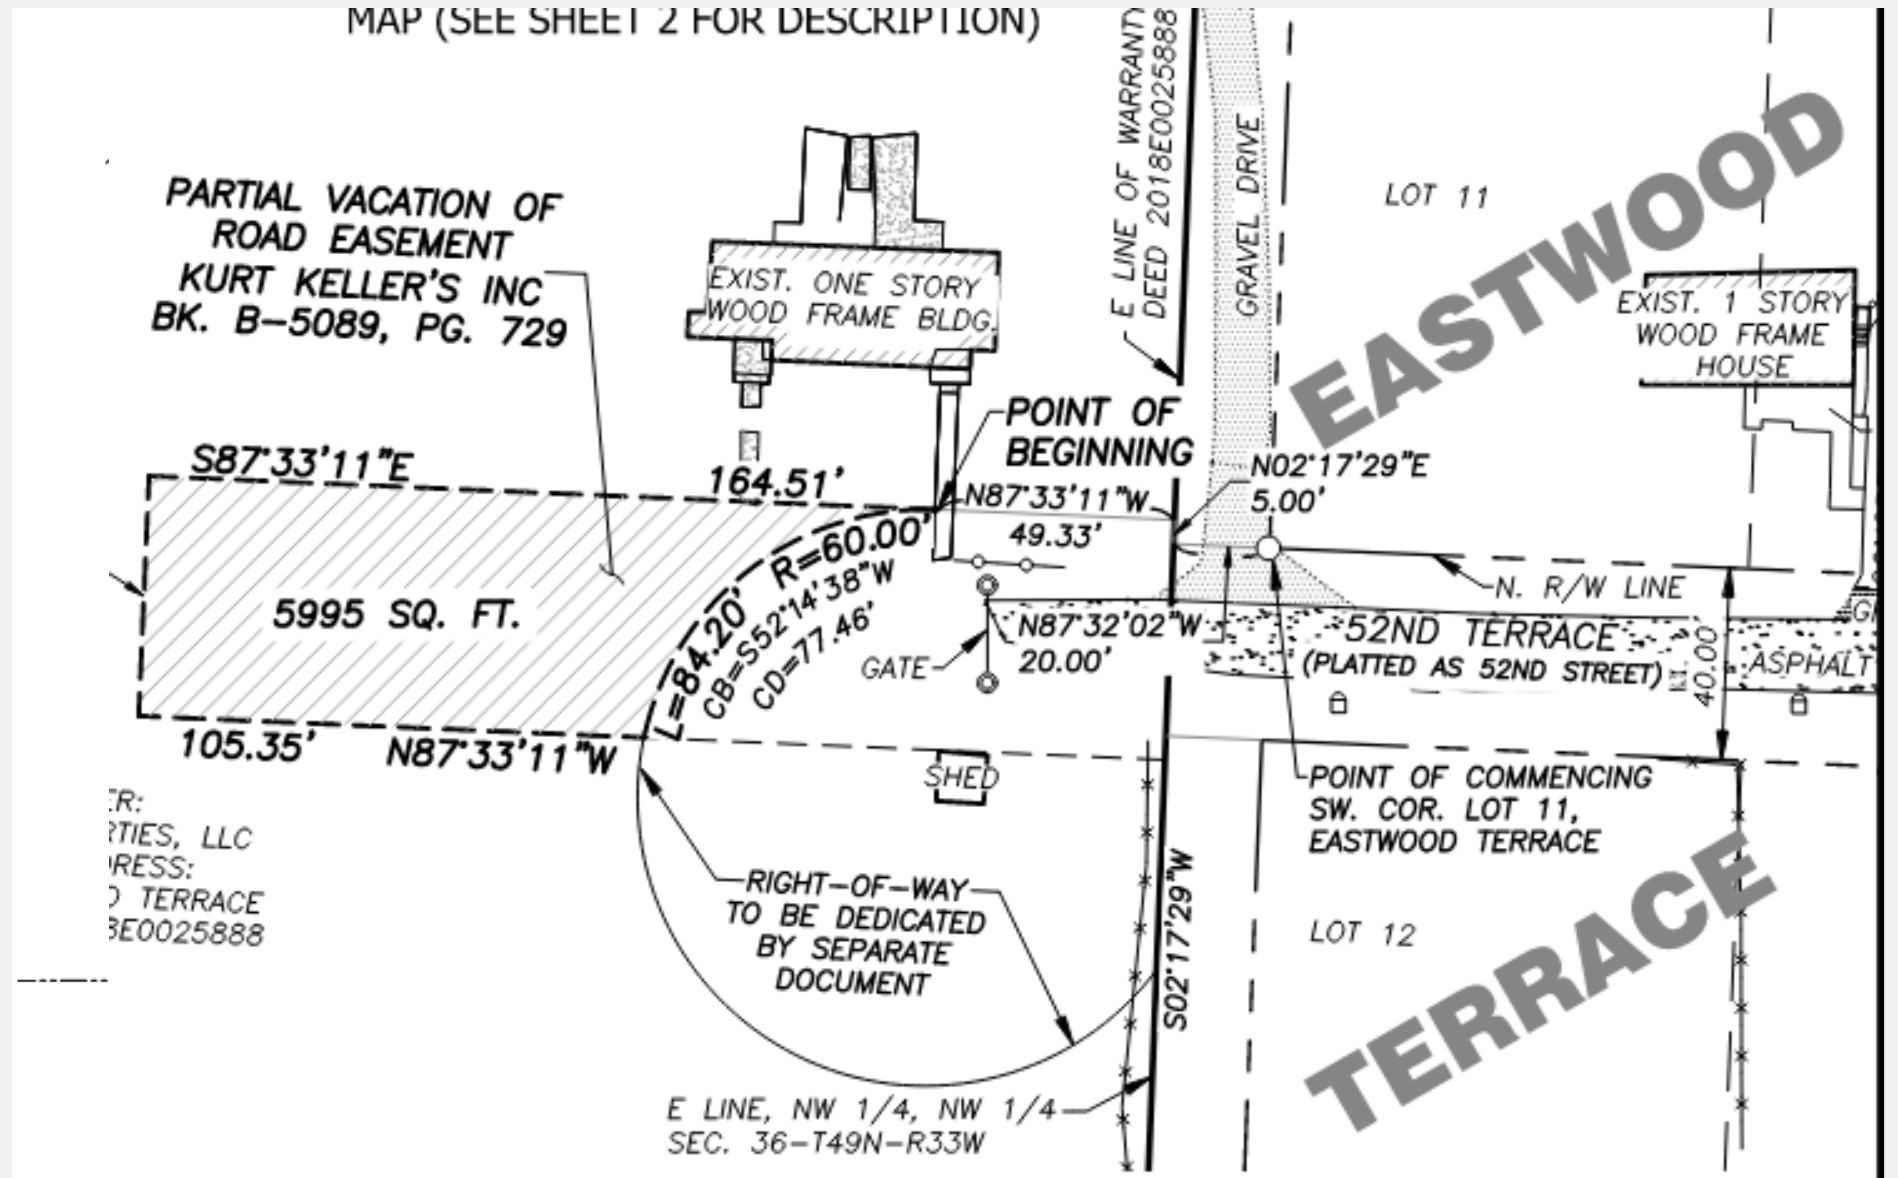 MAP (SEE SHEET 2 FOR DESCRIPTION)
E LINE OF WARRANTY
DEED 2018E0025888
GRAVEL DRIVE
LOT 11
EASTWOOD
PARTIAL VACATION OF
ROAD EASEMENT
KURT KELLER'S INC
BK. B-5089, PG. 729
EXIST. ONE STORY
WOOD FRAME BLDG.
EXIST. 1 STORY
WOOD FRAME
HOUSE
POINT OF
BEGINNING
S87°33'11"E
164.51'
N87°33'11"W
49.33'
N02°17'29"E
5.00'
R=60.00'
L=84.20'
CB=S52°14'38"W
CD=77.46'
5995 SQ. FT.
GATE
N87°32'02"W
20.00'
N. R/W LINE
52ND TERRACE
(PLATTED AS 52ND STREET)
40.00
ASPHALT
105.35'
N87°33'11"W
SHED
POINT OF COMMENCING
SW. COR. LOT 11,
EASTWOOD TERRACE
ER:
RTIES, LLC
RESS:
TERRACE
8E0025888
RIGHT-OF-WAY
TO BE DEDICATED
BY SEPARATE
DOCUMENT
S02°17'29"W
LOT 12
TERRACE
E LINE, NW 1/4, NW 1/4
SEC. 36-T49N-R33W